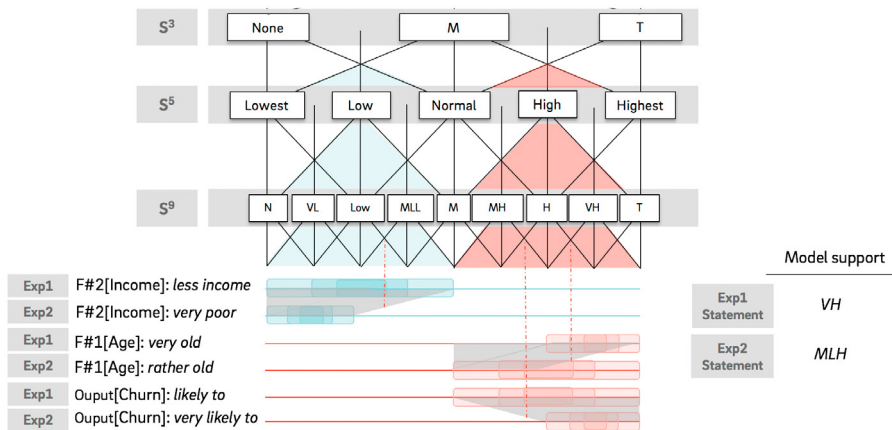 S³ None M T
S⁵ Lowest Low Normal High Highest
S⁹ N VL Low MLL M MH H VH T
Model support
Exp1 F#2[Income]: less income
Exp2 F#2[Income]: very poor
Exp1 Statement VH
Exp1 F#1[Age]: very old
Exp2 F#1[Age]: rather old
Exp2 Statement MLH
Exp1 Ouput[Churn]: likely to
Exp2 Ouput[Churn]: very likely to